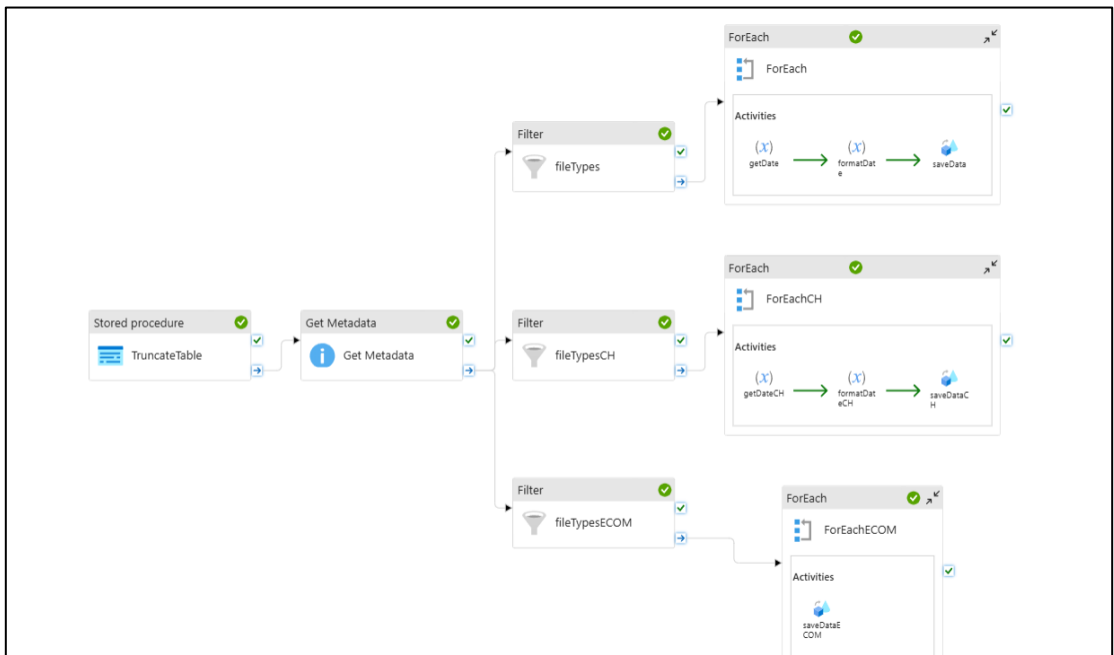 Stored procedure
TruncateTable
Get Metadata
Get Metadata
Filter
fileTypes
ForEach
ForEach
Activities
(x)
getDate
(x)
formatDat
e
saveData
Filter
fileTypesCH
ForEach
ForEachCH
Activities
(x)
getDateCH
(x)
formatDat
eCH
saveDataC
H
Filter
fileTypesECOM
ForEach
ForEachECOM
Activities
saveDataE
COM